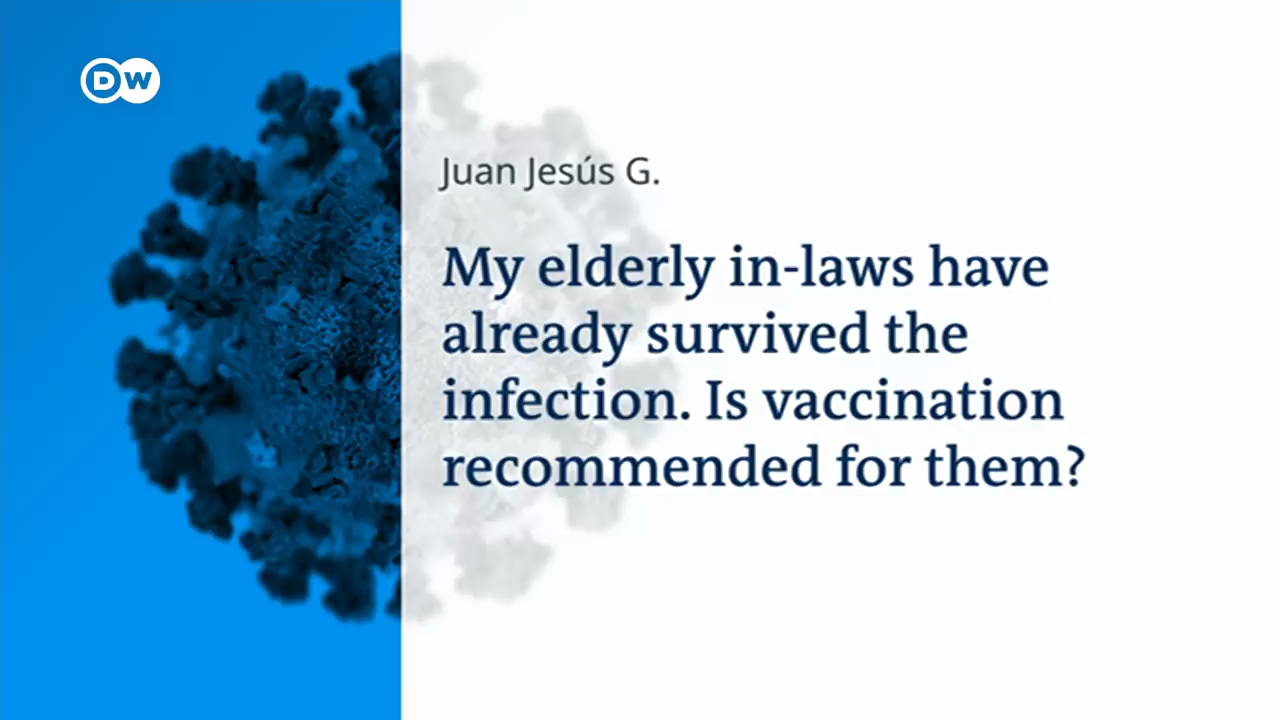 DW
Juan Jesús G.
My elderly in-laws have
already survived the
infection. Is vaccination
recommended for them?